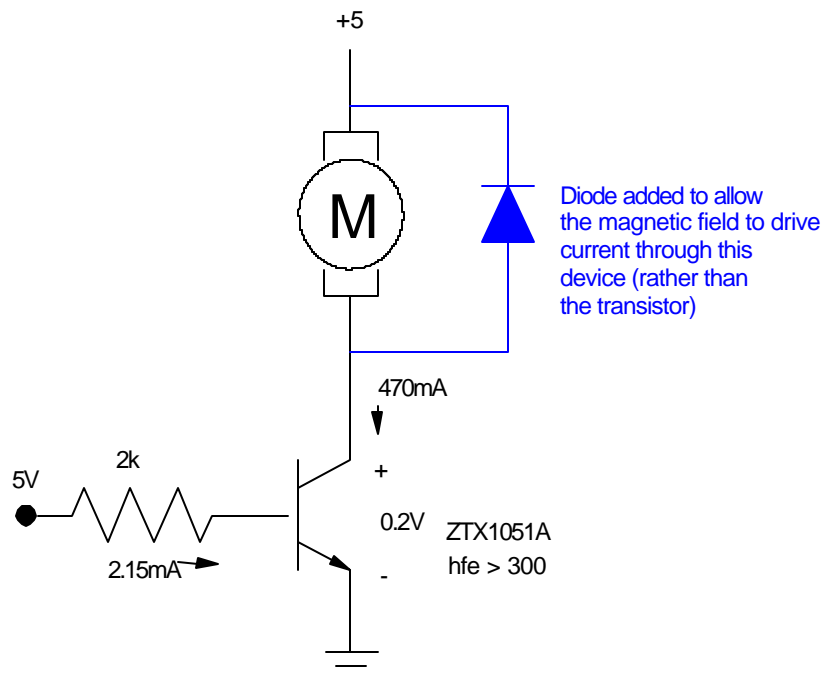 +5
M
Diode added to allow
the magnetic field to drive
current through this
device (rather than
the transistor)
470mA
5V
2k
2.15mA
+
0.2V
-
ZTX1051A
hfe > 300